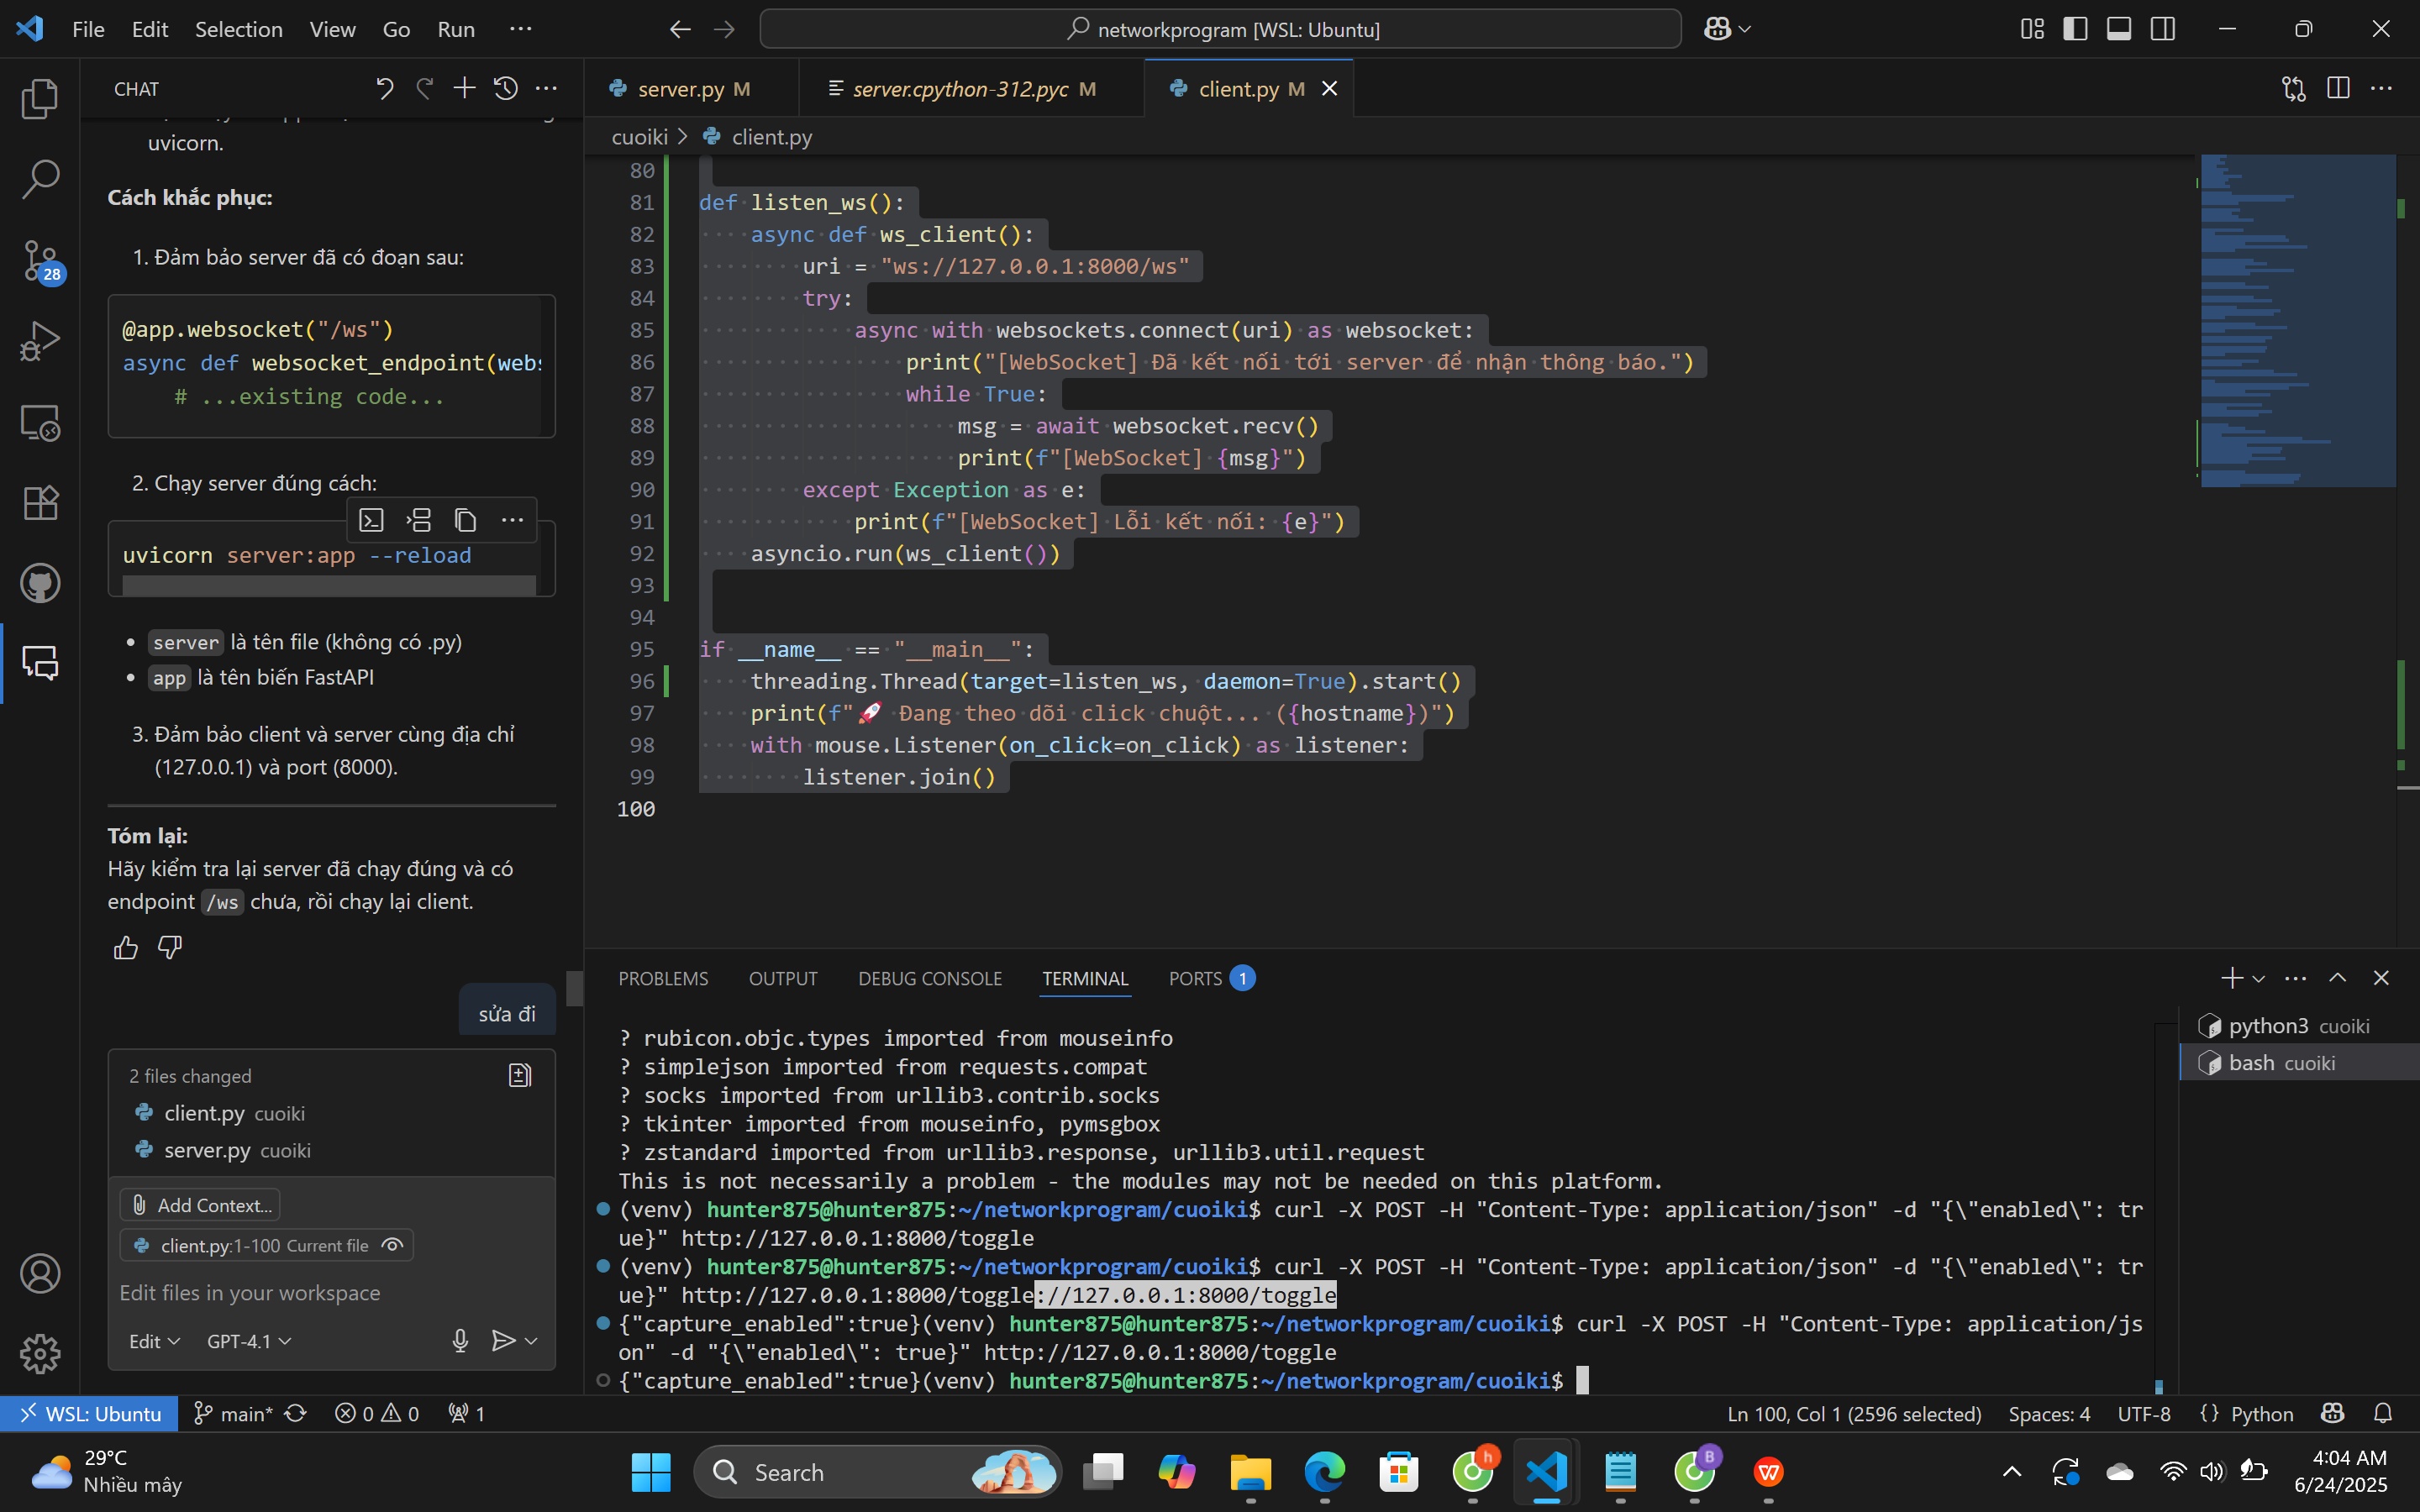 File Edit Selection View Go Run ···
networkprogram [WSL: Ubuntu]
CHAT
uvicorn.
Cách khắc phục:
1. Đảm bảo server đã có đoạn sau:
@app.websocket("/ws")
async def websocket_endpoint(webs
# ...existing code...
2. Chạy server đúng cách:
uvicorn server:app --reload
server là tên file (không có .py)
app là tên biến FastAPI
3. Đảm bảo client và server cùng địa chỉ
(127.0.0.1) và port (8000).
Tóm lại:
Hãy kiểm tra lại server đã chạy đúng và có
endpoint /ws chưa, rồi chạy lại client.
sửa đi
2 files changed
client.py cuoiki
server.py cuoiki
Add Context...
client.py:1-100 Current file
Edit files in your workspace
Edit GPT-4.1
28
server.py M
server.cpython-312.pyc M
client.py M
cuoiki > client.py
80
81 def listen_ws():
82 async def ws_client():
83 uri = "ws://127.0.0.1:8000/ws"
84 try:
85 async with websockets.connect(uri) as websocket:
86 print("[WebSocket] Đã kết nối tới server để nhận thông báo.")
87 while True:
88 msg = await websocket.recv()
89 print(f"[WebSocket] {msg}")
90 except Exception as e:
91 print(f"[WebSocket] Lỗi kết nối: {e}")
92 asyncio.run(ws_client())
93
94
95 if __name__ == "__main__":
96 threading.Thread(target=listen_ws, daemon=True).start()
97 print(f"🚀 Đang theo dõi click chuột... ({hostname})")
98 with mouse.Listener(on_click=on_click) as listener:
99 listener.join()
100
PROBLEMS OUTPUT DEBUG CONSOLE TERMINAL PORTS 1
? rubicon.objc.types imported from mouseinfo
? simplejson imported from requests.compat
? socks imported from urllib3.contrib.socks
? tkinter imported from mouseinfo, pymsgbox
? zstandard imported from urllib3.response, urllib3.util.request
This is not necessarily a problem - the modules may not be needed on this platform.
(venv) hunter875@hunter875:~/networkprogram/cuoiki$ curl -X POST -H "Content-Type: application/json" -d "{\"enabled\": tr
ue}" http://127.0.0.1:8000/toggle
(venv) hunter875@hunter875:~/networkprogram/cuoiki$ curl -X POST -H "Content-Type: application/json" -d "{\"enabled\": tr
ue}" http://127.0.0.1:8000/toggle://127.0.0.1:8000/toggle
{"capture_enabled":true}(venv) hunter875@hunter875:~/networkprogram/cuoiki$ curl -X POST -H "Content-Type: application/js
on" -d "{\"enabled\": true}" http://127.0.0.1:8000/toggle
{"capture_enabled":true}(venv) hunter875@hunter875:~/networkprogram/cuoiki$
python3 cuoiki
bash cuoiki
WSL: Ubuntu main* 0 0 1
Ln 100, Col 1 (2596 selected) Spaces: 4 UTF-8 {} Python
29°C
Nhiều mây
Search
h
B
W
4:04 AM
6/24/2025